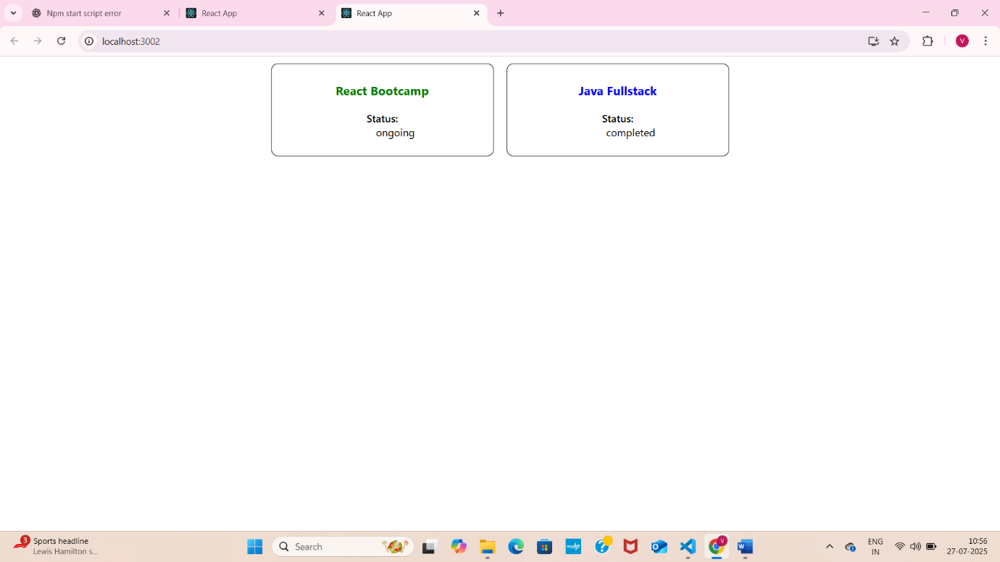 Npm start script error
React App
React App
localhost:3002
V
React Bootcamp
Status:
ongoing
Java Fullstack
Status:
completed
3
Sports headline
Lewis Hamilton s...
Search
myhp
V
ENG
IN
10:56
27-07-2025